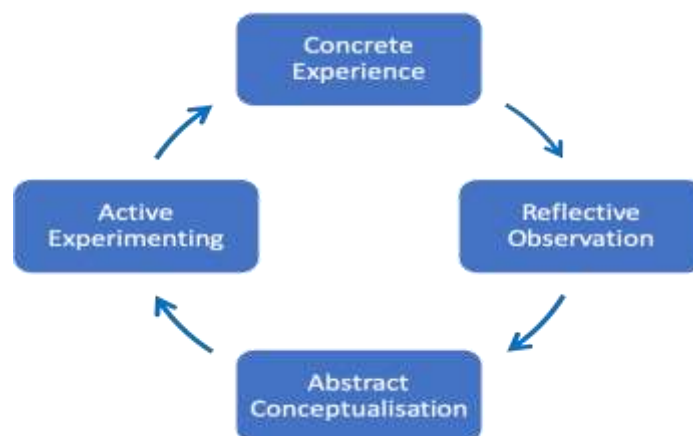 Concrete
Experience
Reflective
Observation
Abstract
Conceptualisation
Active
Experimenting